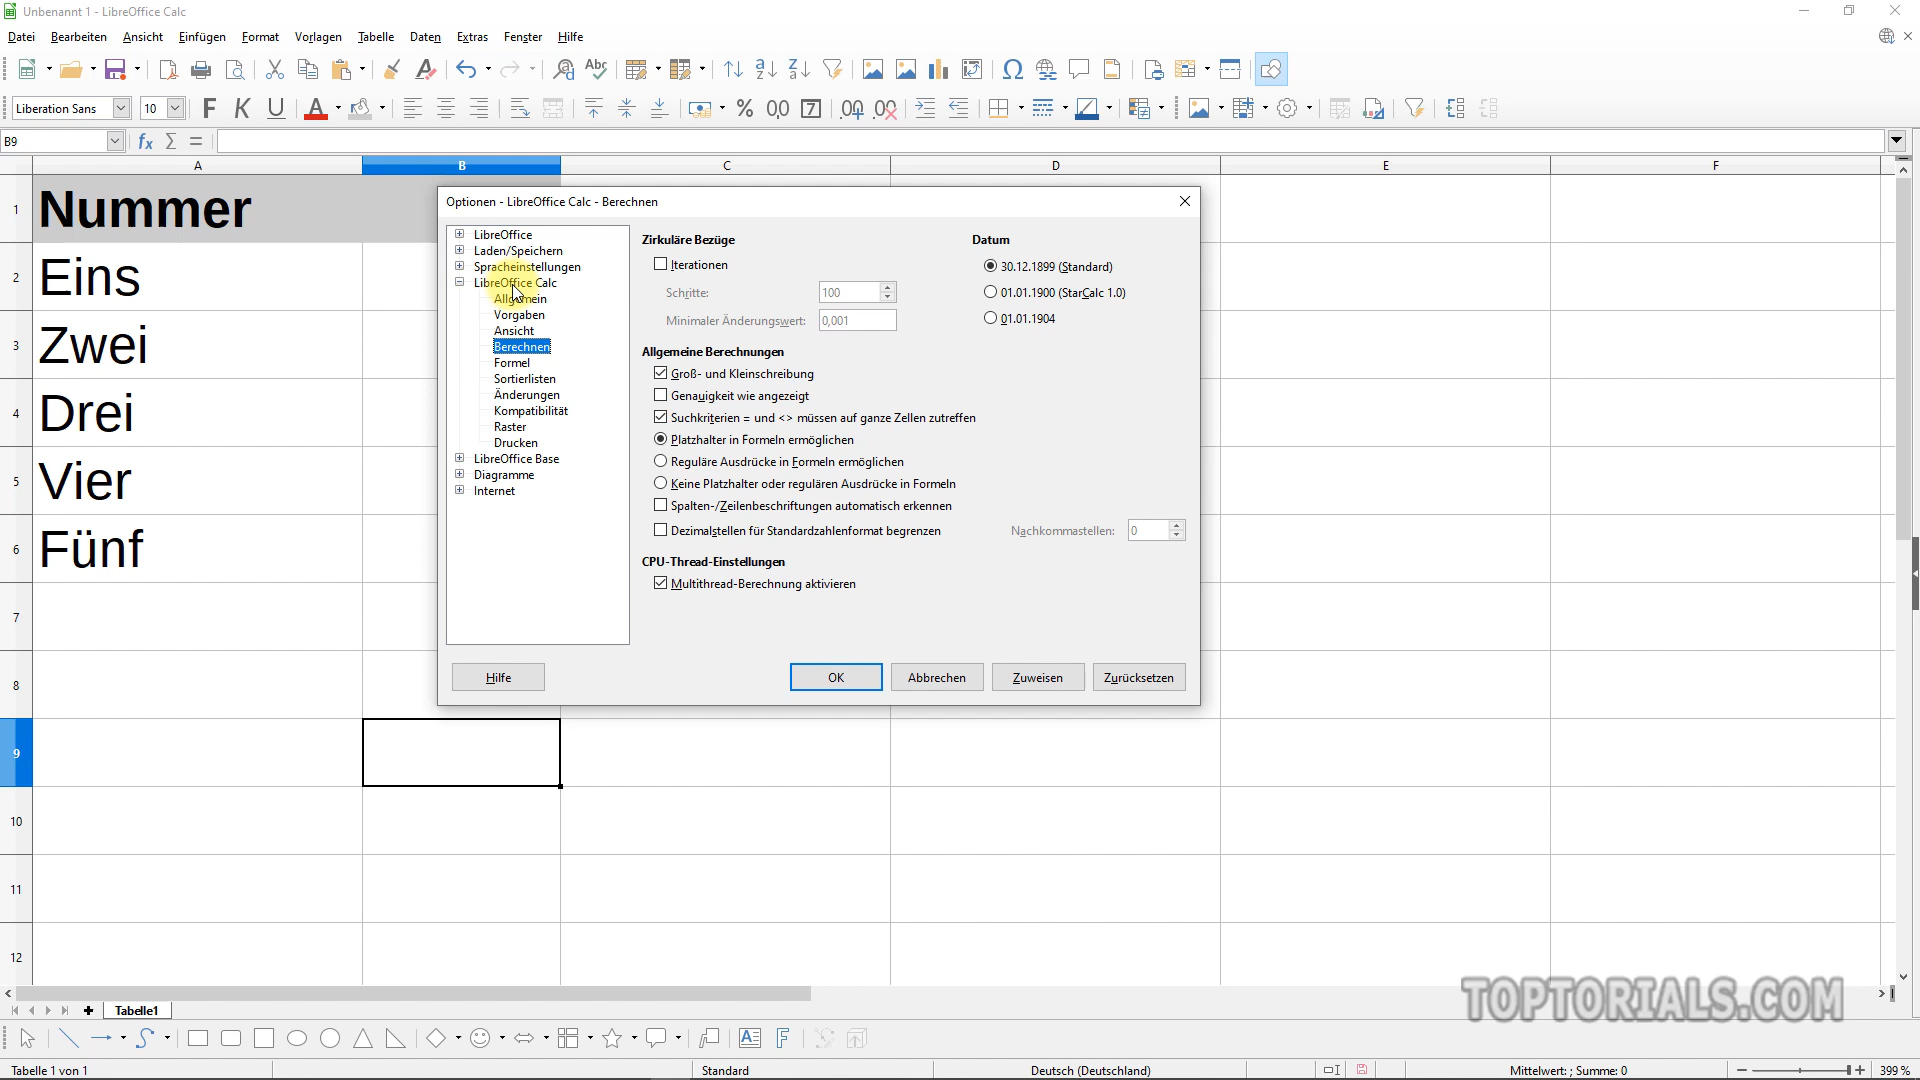 Unbenannt 1 - LibreOffice Calc
Datei Bearbeiten Ansicht Einfügen Format Vorlagen Tabelle Daten Extras Fenster Hilfe
Liberation Sans 10 F K U
B9
A B C D E F
1 Nummer
2 Eins
3 Zwei
4 Drei
5 Vier
6 Fünf
7
8
9
10
11
12
Optionen - LibreOffice Calc - Berechnen
LibreOffice
Laden/Speichern
Spracheinstellungen
LibreOffice Calc
Allgemein
Vorgaben
Ansicht
Berechnen
Formel
Sortierlisten
Änderungen
Kompatibilität
Raster
Drucken
LibreOffice Base
Diagramme
Internet
Zirkuläre Bezüge
Iterationen
Schritte: 100
Minimaler Änderungswert: 0,001
Datum
30.12.1899 (Standard)
01.01.1900 (StarCalc 1.0)
01.01.1904
Allgemeine Berechnungen
Groß- und Kleinschreibung
Genauigkeit wie angezeigt
Suchkriterien = und <> müssen auf ganze Zellen zutreffen
Platzhalter in Formeln ermöglichen
Reguläre Ausdrücke in Formeln ermöglichen
Keine Platzhalter oder regulären Ausdrücke in Formeln
Spalten-/Zeilenbeschriftungen automatisch erkennen
Dezimalstellen für Standardzahlenformat begrenzen Nachkommastellen: 0
CPU-Thread-Einstellungen
Multithread-Berechnung aktivieren
Hilfe OK Abbrechen Zuweisen Zurücksetzen
TOPTORIALS.COM
Tabelle1
Tabelle 1 von 1 Standard Deutsch (Deutschland) Mittelwert: ; Summe: 0 399 %